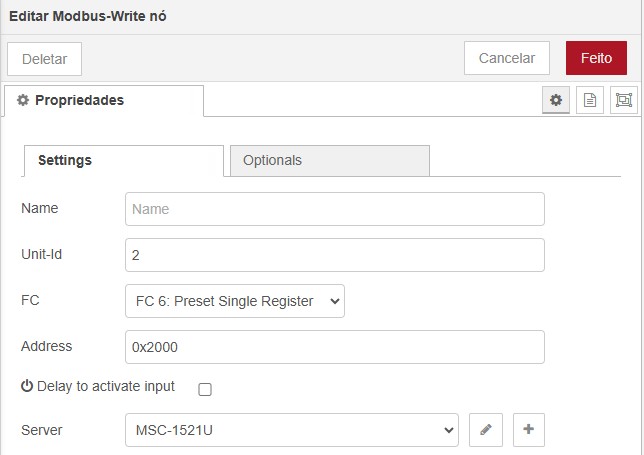 Editar Modbus-Write nó
Deletar
Cancelar
Feito
Propriedades
Settings
Optionals
Name
Name
Unit-Id
2
FC
FC 6: Preset Single Register
Address
0x2000
Delay to activate input
Server
MSC-1521U